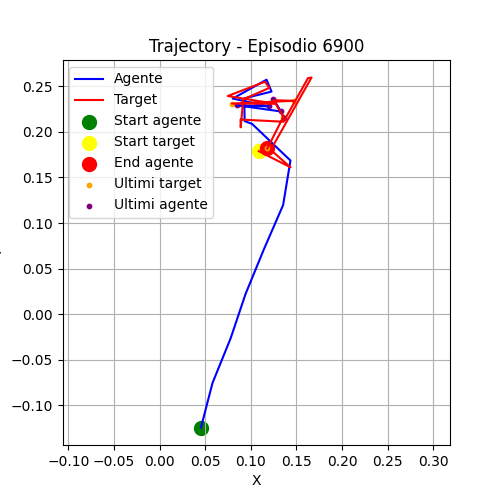 Trajectory - Episodio 6900
Agente
Target
Start agente
Start target
End agente
Ultimi target
Ultimi agente
0.25
0.20
0.15
0.10
0.05
0.00
−0.05
−0.10
−0.10 −0.05 0.00 0.05 0.10 0.15 0.20 0.25 0.30
X